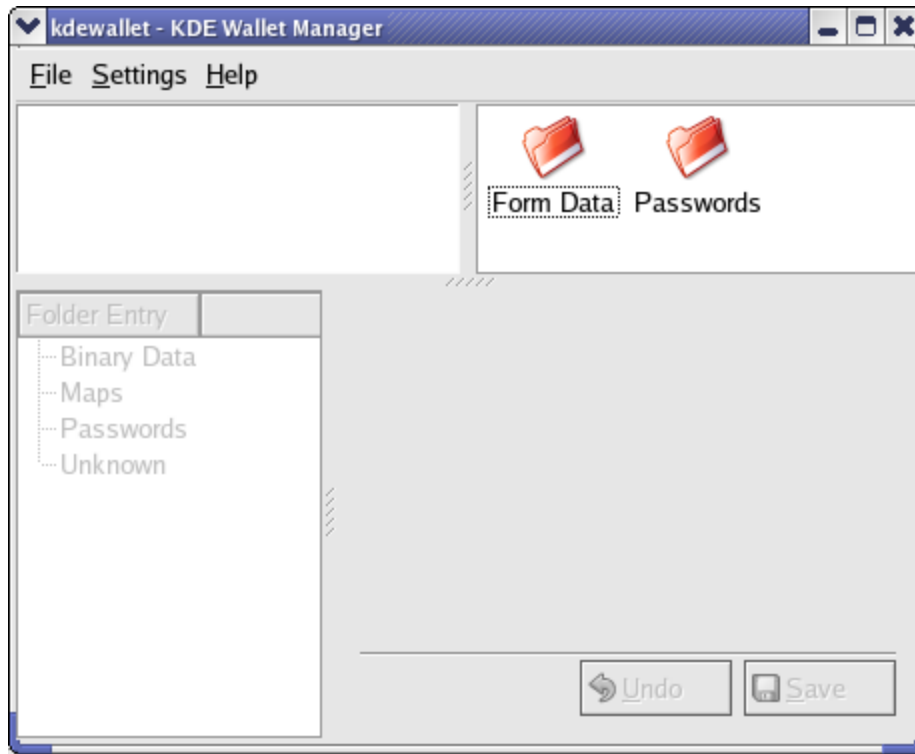 kdewallet - KDE Wallet Manager
File Settings Help
Form Data Passwords
Folder Entry
Binary Data
Maps
Passwords
Unknown
Undo Save